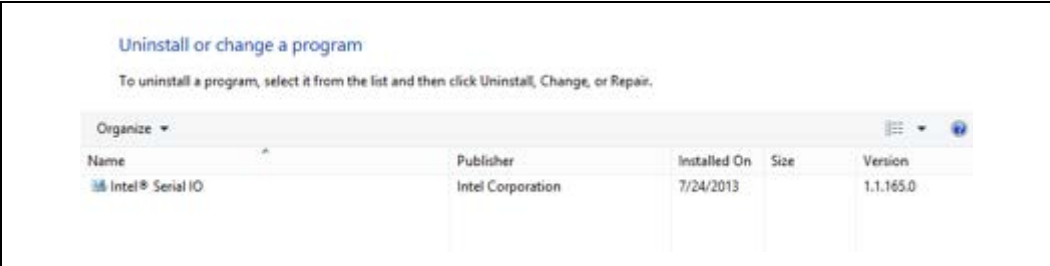 Uninstall or change a program
To uninstall a program, select it from the list and then click Uninstall, Change, or Repair.
Organize
Name Publisher Installed On Size Version
Intel® Serial IO Intel Corporation 7/24/2013 1.1.165.0